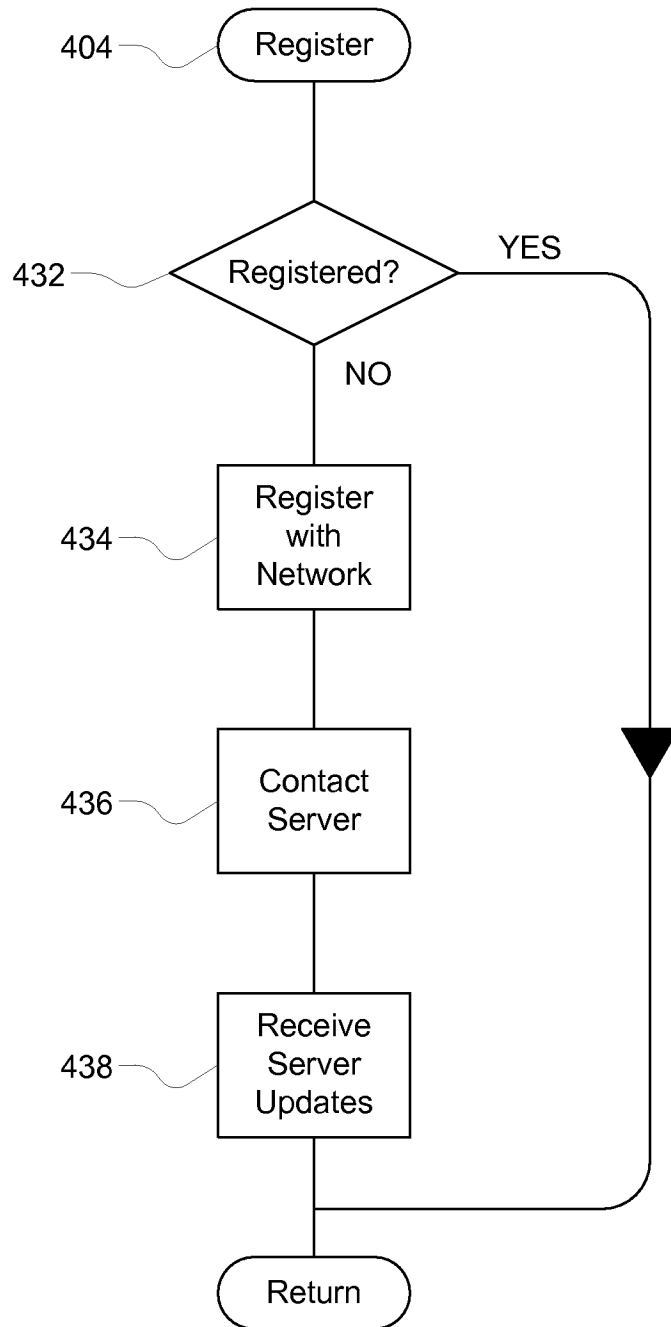 404
Register
432
Registered?
YES
NO
434
Register
with
Network
436
Contact
Server
438
Receive
Server
Updates
Return